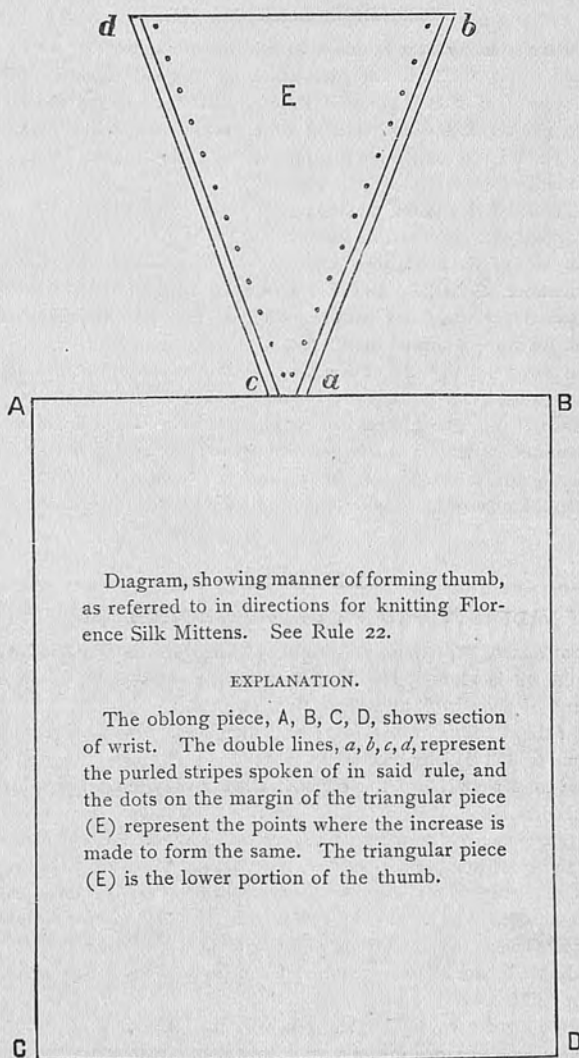 d b
E
c a
A B
Diagram, showing manner of forming thumb,
as referred to in directions for knitting Flor-
ence Silk Mittens. See Rule 22.
EXPLANATION.
The oblong piece, A, B, C, D, shows section
of wrist. The double lines, a, b, c, d, represent
the purled stripes spoken of in said rule, and
the dots on the margin of the triangular piece
(E) represent the points where the increase is
made to form the same. The triangular piece
(E) is the lower portion of the thumb.
C D